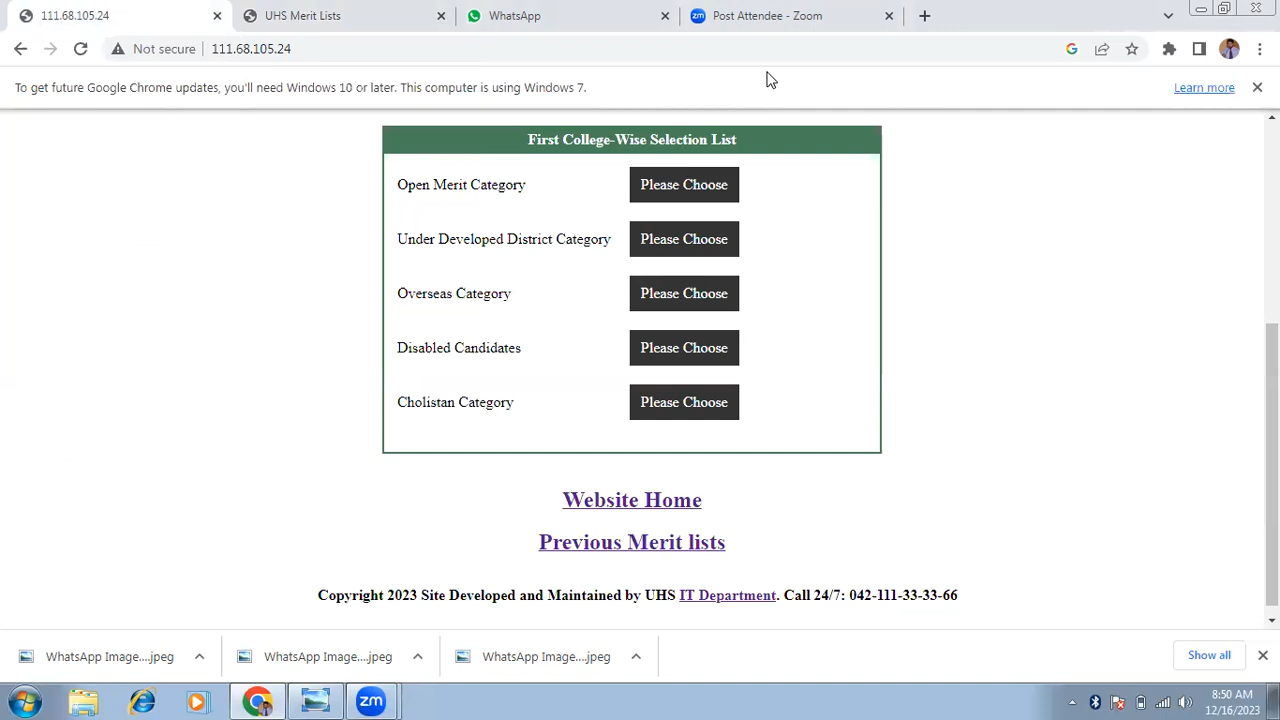 111.68.105.24
UHS Merit Lists
WhatsApp
Post Attendee - Zoom
Not secure
111.68.105.24
To get future Google Chrome updates, you'll need Windows 10 or later. This computer is using Windows 7.
Learn more
First College-Wise Selection List
Open Merit Category
Please Choose
Under Developed District Category
Please Choose
Overseas Category
Please Choose
Disabled Candidates
Please Choose
Cholistan Category
Please Choose
Website Home
Previous Merit lists
Copyright 2023 Site Developed and Maintained by UHS IT Department. Call 24/7: 042-111-33-33-66
WhatsApp Image....jpeg
WhatsApp Image....jpeg
WhatsApp Image....jpeg
Show all
zm
8:50 AM
12/16/2023